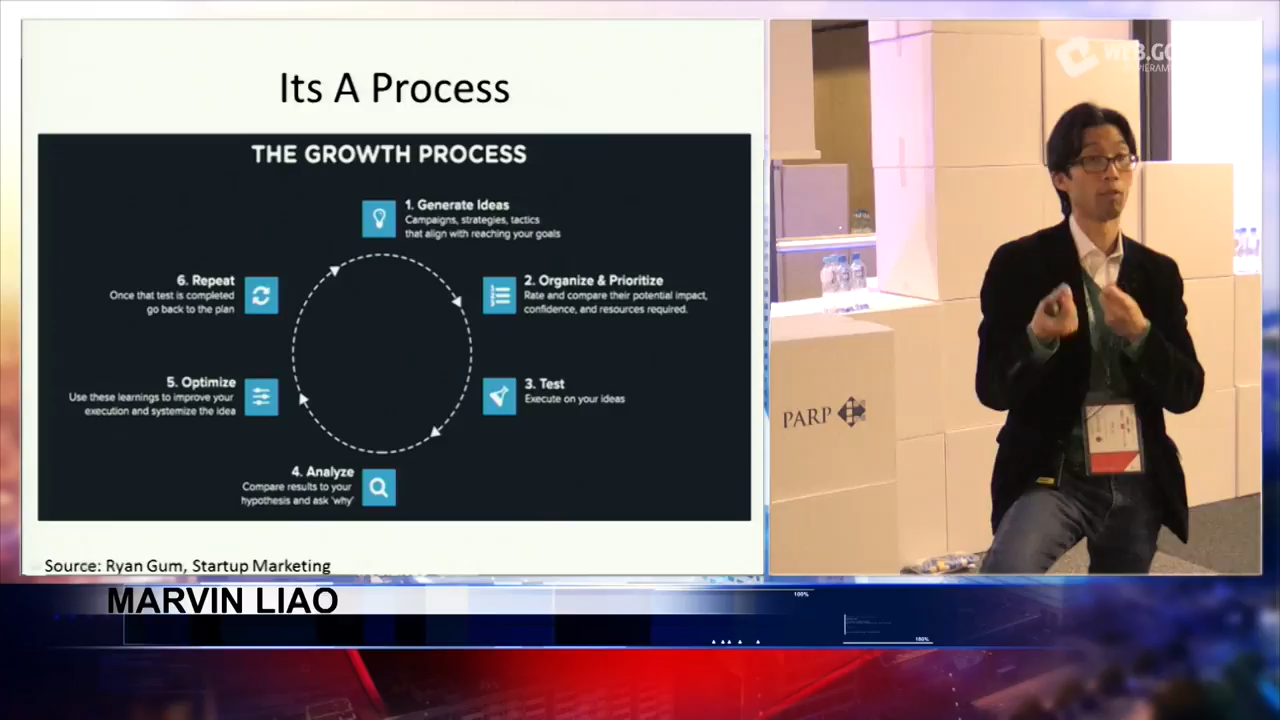 Its A Process
THE GROWTH PROCESS
1. Generate Ideas
Campaigns, strategies, tactics
that align with reaching your goals
2. Organize & Prioritize
Rate and compare their potential impact,
confidence, and resources required.
3. Test
Execute on your ideas
4. Analyze
Compare results to your
hypothesis and ask 'why'
5. Optimize
Use these learnings to improve your
execution and systemize the idea
6. Repeat
Once that test is completed
go back to the plan
Source: Ryan Gum, Startup Marketing
PARP
MARVIN LIAO
100%
100%